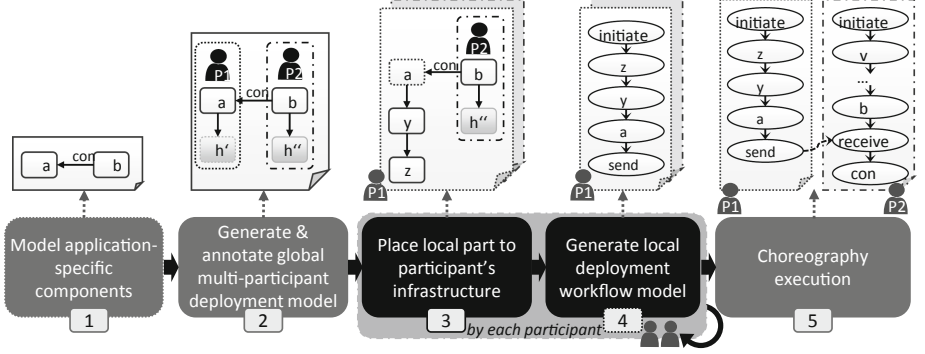 a
con
b
Model application-
specific
components
1
P1
P2
a
con
b
h'
h''
Generate &
annotate global
multi-participant
deployment model
2
P2
a
con
b
y
h''
z
P1
Place local part to
participant's
infrastructure
3
initiate
z
y
a
send
P1
Generate local
deployment
workflow model
4
by each participant
initiate
z
y
a
send
P1
initiate
v
...
b
receive
con
P2
Choreography
execution
5